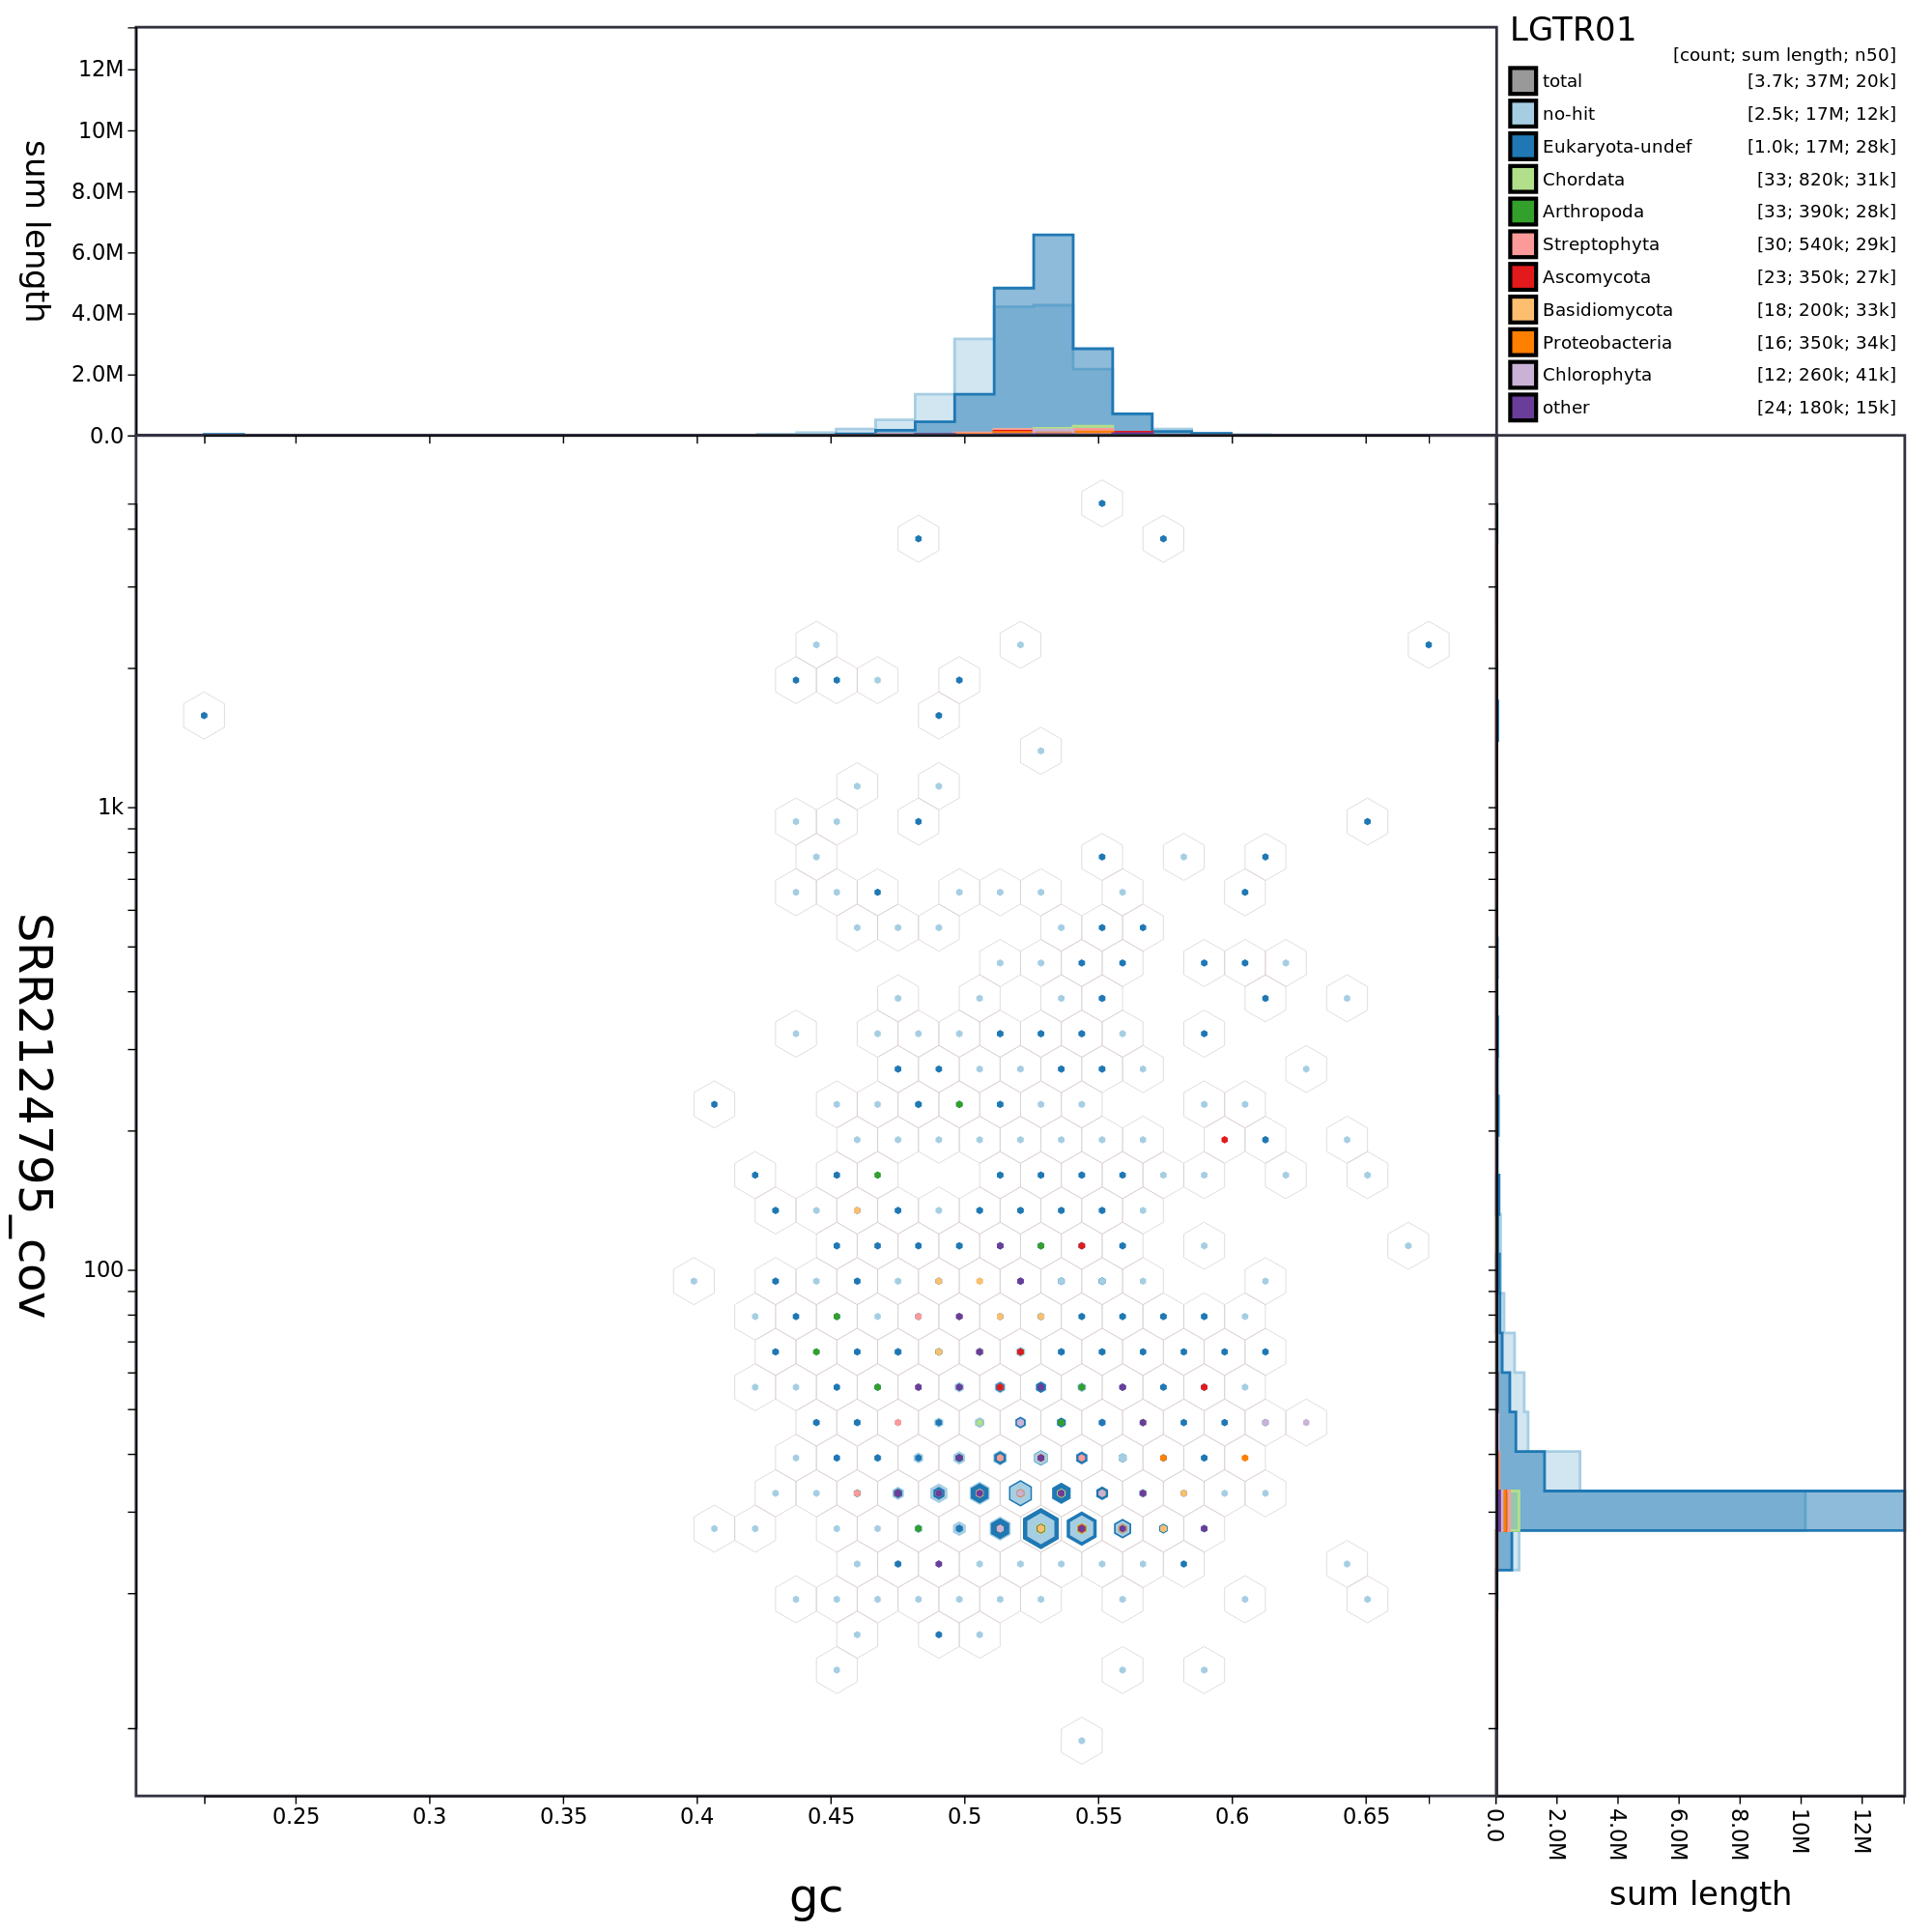 LGTR01
[count; sum length; n50]
total [3.7k; 37M; 20k]
no-hit [2.5k; 17M; 12k]
Eukaryota-undef [1.0k; 17M; 28k]
Chordata [33; 820k; 31k]
Arthropoda [33; 390k; 28k]
Streptophyta [30; 540k; 29k]
Ascomycota [23; 350k; 27k]
Basidiomycota [18; 200k; 33k]
Proteobacteria [16; 350k; 34k]
Chlorophyta [12; 260k; 41k]
other [24; 180k; 15k]
sum length
12M
10M
8.0M
6.0M
4.0M
2.0M
0.0
SRR2124795_cov
1k
100
0.25 0.3 0.35 0.4 0.45 0.5 0.55 0.6 0.65
gc
0.0 2.0M 4.0M 6.0M 8.0M 10M 12M
sum length